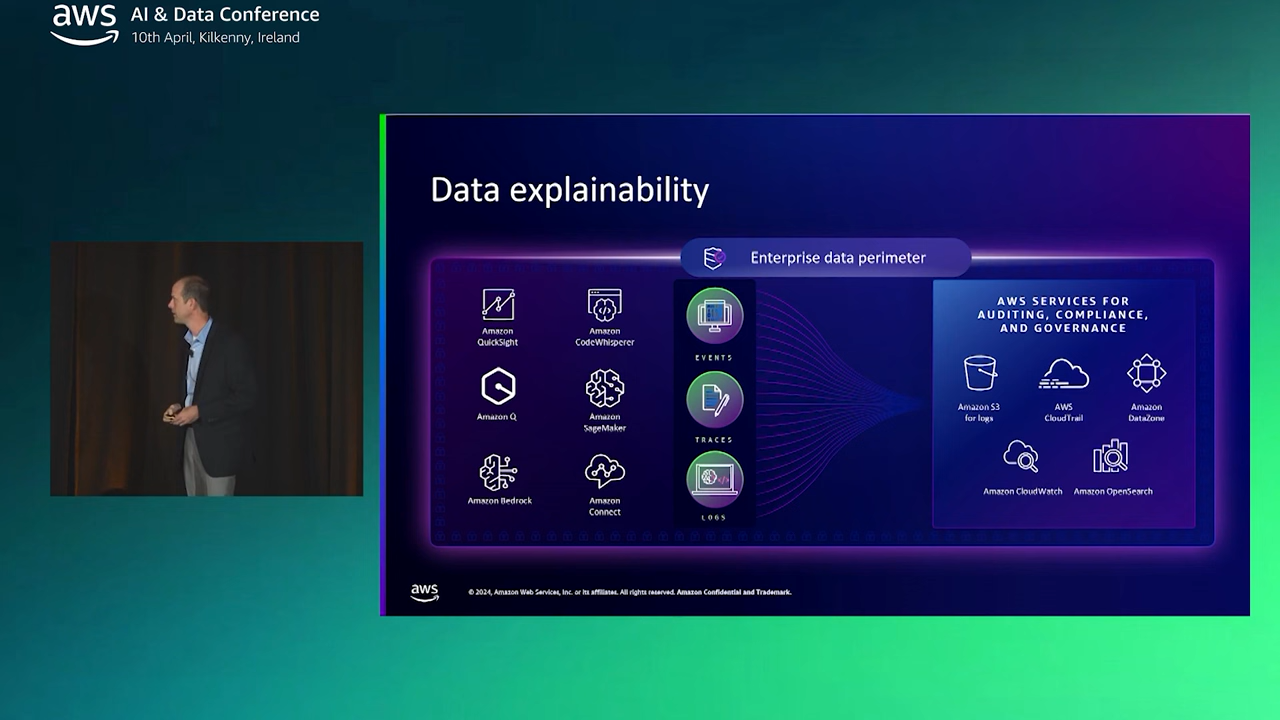 aws
AI & Data Conference
10th April, Kilkenny, Ireland
Data explainability
Enterprise data perimeter
Amazon
QuickSight
Amazon
CodeWhisperer
Amazon Q
Amazon
SageMaker
Amazon Bedrock
Amazon
Connect
EVENTS
TRACES
LOGS
AWS SERVICES FOR
AUDITING, COMPLIANCE,
AND GOVERNANCE
Amazon S3
for logs
AWS
CloudTrail
Amazon
DataZone
Amazon CloudWatch
Amazon OpenSearch
aws
© 2024, Amazon Web Services, Inc. or its affiliates. All rights reserved. Amazon Confidential and Trademark.